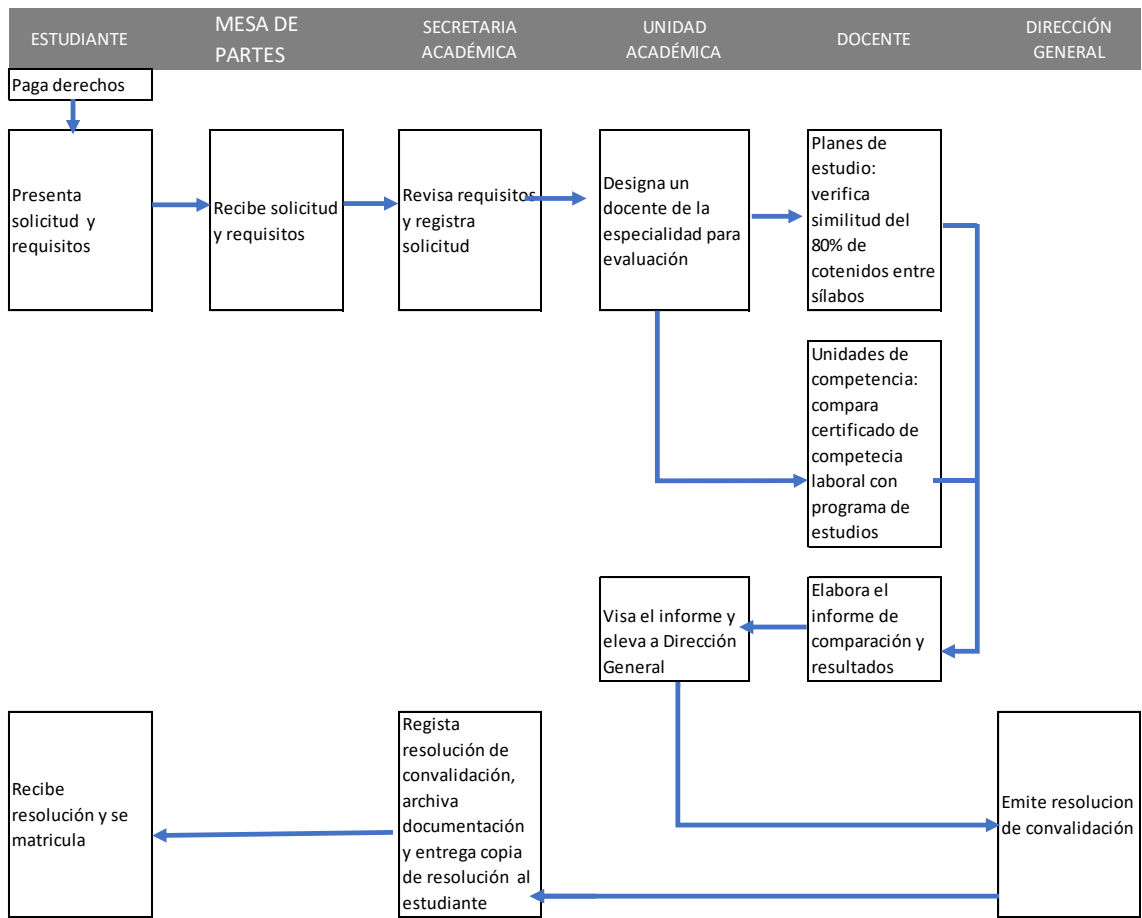 ESTUDIANTE
MESA DE
PARTES
SECRETARIA
ACADÉMICA
UNIDAD
ACADÉMICA
DOCENTE
DIRECCIÓN
GENERAL
Paga derechos
Presenta
solicitud y
requisitos
Recibe solicitud
y requisitos
Revisa requisitos
y registra
solicitud
Designa un
docente de la
especialidad para
evaluación
Planes de
estudio:
verifica
similitud del
80% de
cotenidos entre
sílabos
Unidades de
competencia:
compara
certificado de
competecia
laboral con
programa de
estudios
Visa el informe y
eleva a Dirección
General
Elabora el
informe de
comparación y
resultados
Recibe
resolución y se
matricula
Regista
resolución de
convalidación,
archiva
documentación
y entrega copia
de resolución al
estudiante
Emite resolucion
de convalidación